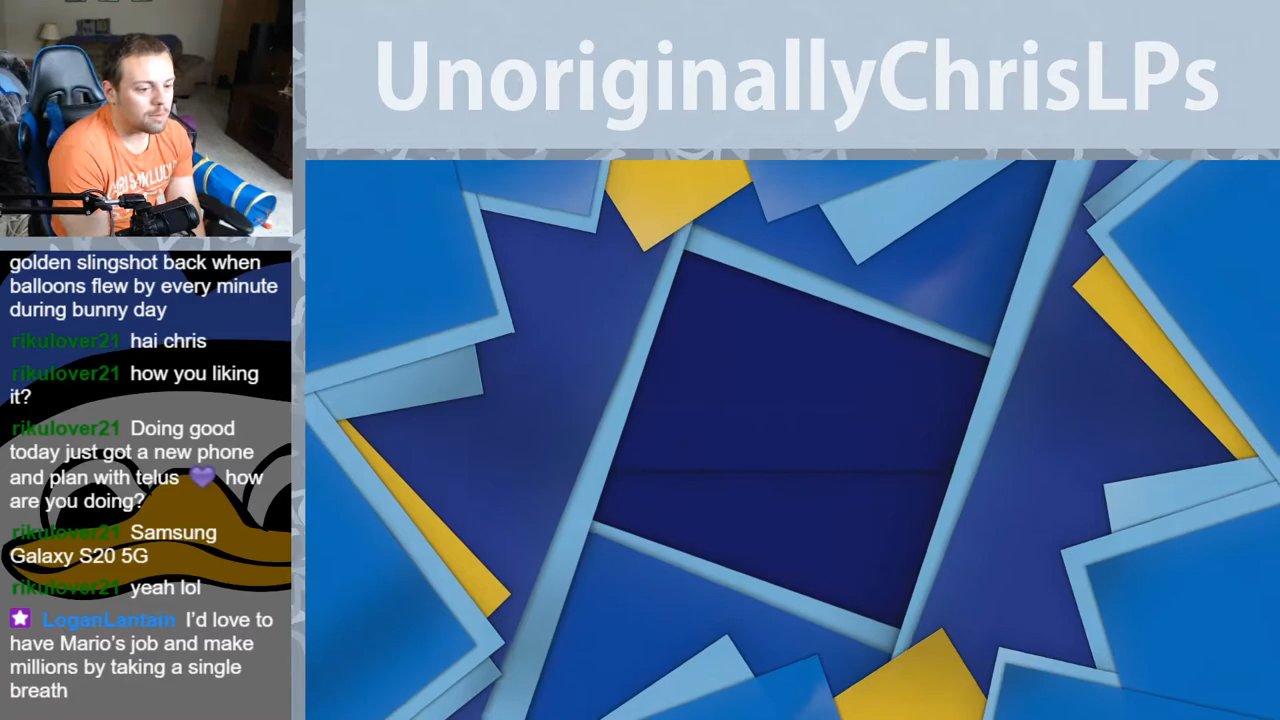 UnoriginallyChrisLPs
golden slingshot back when
balloons flew by every minute
during bunny day
rikulover21 hai chris
rikulover21 how you liking
it?
rikulover21 Doing good
today just got a new phone
and plan with telus 💜 how
are you doing?
rikulover21 Samsung
Galaxy S20 5G
rikulover21 yeah lol
LoganLantain I’d love to
have Mario’s job and make
millions by taking a single
breath